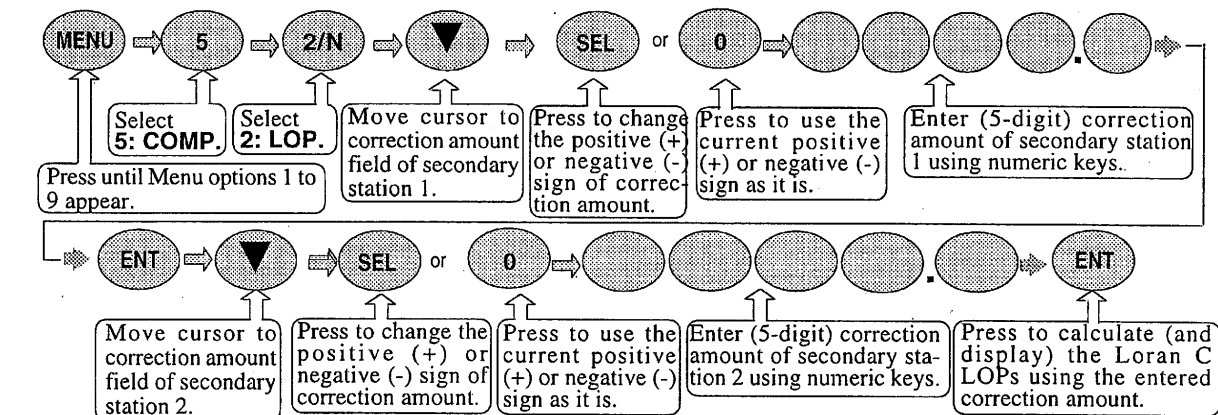 MENU 5 2/N SEL or 0 .
Select
5: COMP.
Select
2: LOP.
Press until Menu options 1 to
9 appear.
Move cursor to
correction amount
field of secondary
station 1.
Press to change
the positive (+)
or negative (-)
sign of correc-
tion amount.
Press to use the
current positive
(+) or negative (-)
sign as it is.
Enter (5-digit) correction
amount of secondary station
1 using numeric keys.
ENT SEL or 0 . ENT
Move cursor to
correction amount
field of secondary
station 2.
Press to change the
positive (+) or
negative (-) sign of
correction amount.
Press to use the
current positive
(+) or negative (-)
sign as it is.
Enter (5-digit) correction
amount of secondary sta-
tion 2 using numeric keys.
Press to calculate (and
display) the Loran C
LOPs using the entered
correction amount.